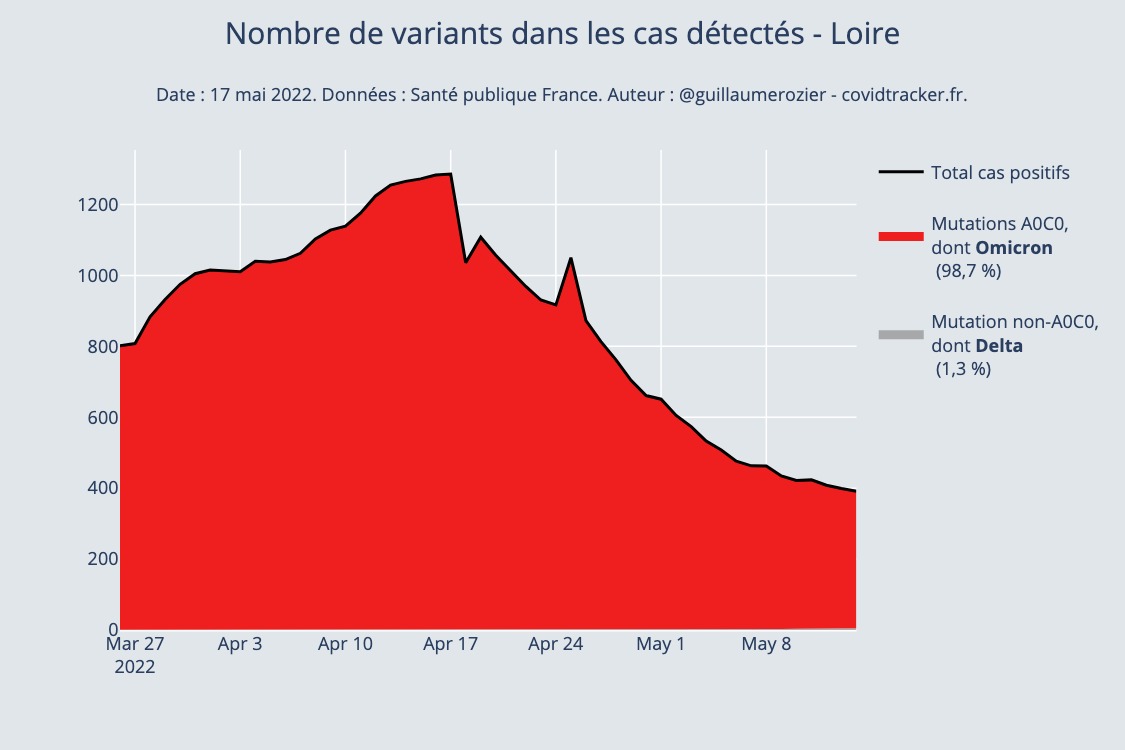 Nombre de variants dans les cas détectés - Loire
Date : 17 mai 2022. Données : Santé publique France. Auteur : @guillaumerozier - covidtracker.fr.
Total cas positifs
Mutations A0C0,
dont Omicron
(98,7 %)
Mutation non-A0C0,
dont Delta
(1,3 %)
1200
1000
800
600
400
200
0
Mar 27 Apr 3 Apr 10 Apr 17 Apr 24 May 1 May 8
2022